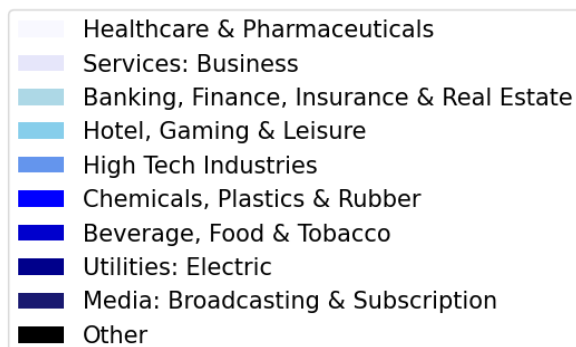 Healthcare & Pharmaceuticals
Services: Business
Banking, Finance, Insurance & Real Estate
Hotel, Gaming & Leisure
High Tech Industries
Chemicals, Plastics & Rubber
Beverage, Food & Tobacco
Utilities: Electric
Media: Broadcasting & Subscription
Other